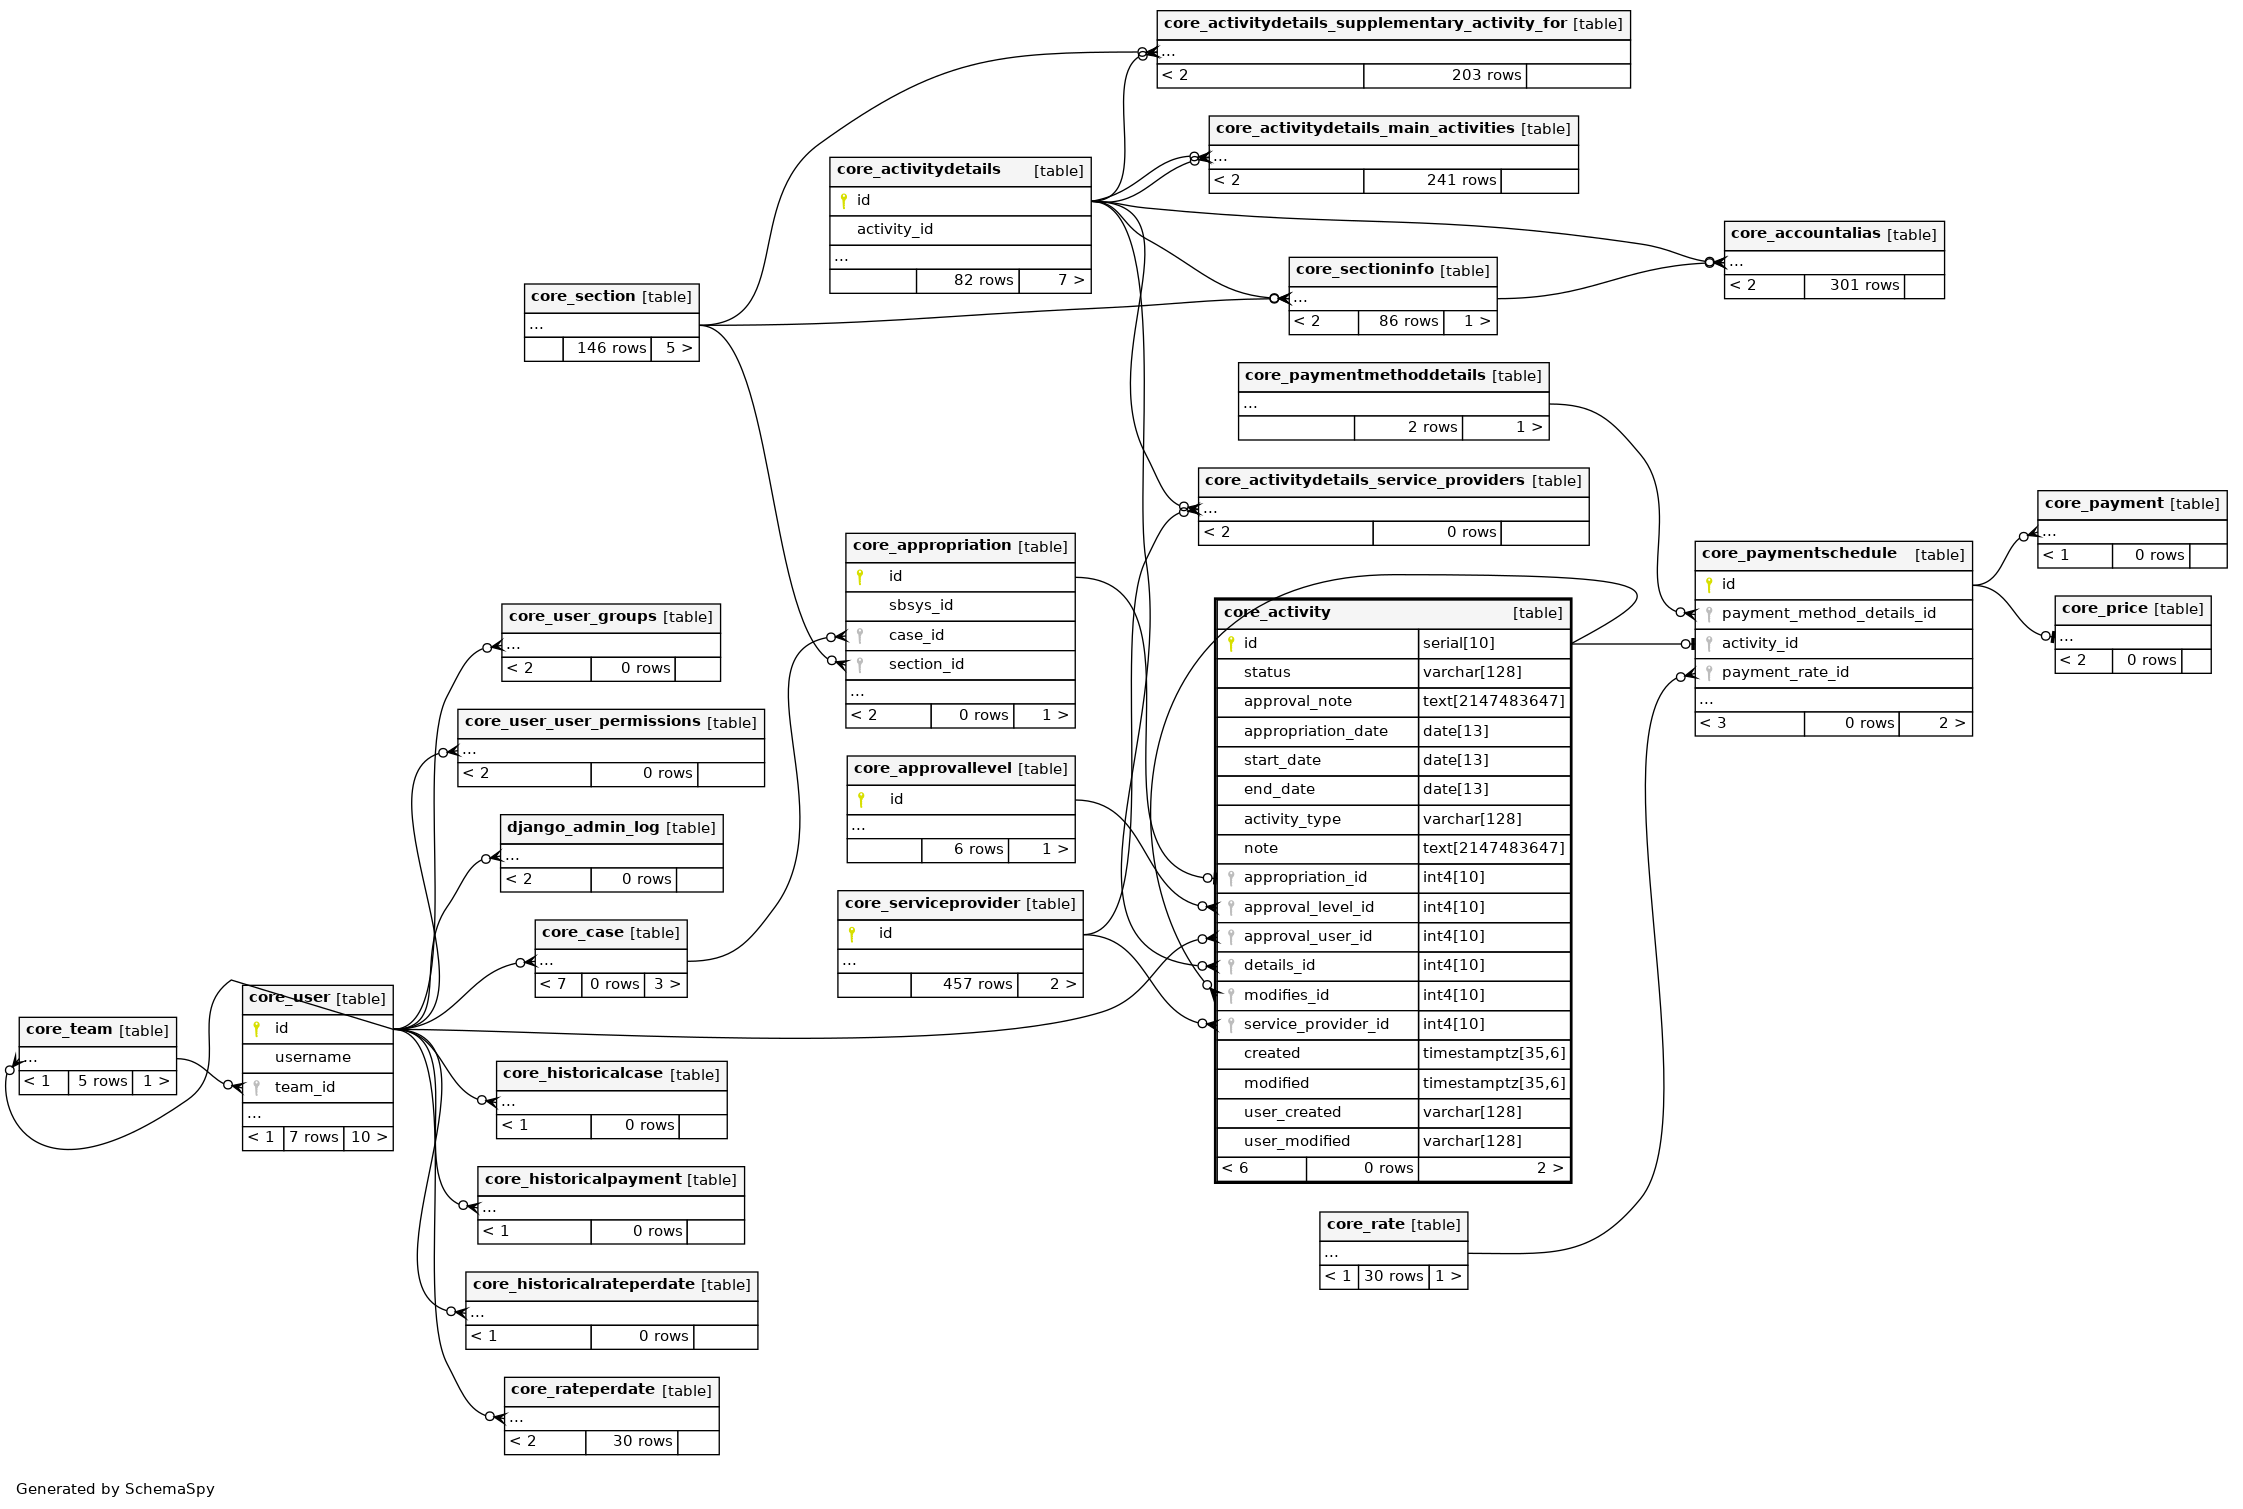 core_activitydetails_supplementary_activity_for [table]
...
< 2 203 rows
core_activitydetails_main_activities [table]
...
< 2 241 rows
core_activitydetails [table]
id
activity_id
...
82 rows 7 >
core_accountalias [table]
...
< 2 301 rows
core_sectioninfo [table]
...
< 2 86 rows 1 >
core_section [table]
...
146 rows 5 >
core_paymentmethoddetails [table]
...
2 rows 1 >
core_activitydetails_service_providers [table]
...
< 2 0 rows
core_payment [table]
...
< 1 0 rows
core_paymentschedule [table]
id
payment_method_details_id
activity_id
payment_rate_id
...
< 3 0 rows 2 >
core_price [table]
...
< 2 0 rows
core_appropriation [table]
id
sbsys_id
case_id
section_id
...
< 2 0 rows 1 >
core_user_groups [table]
...
< 2 0 rows
core_user_user_permissions [table]
...
< 2 0 rows
core_approvallevel [table]
id
...
6 rows 1 >
django_admin_log [table]
...
< 2 0 rows
core_serviceprovider [table]
id
...
457 rows 2 >
core_case [table]
...
< 7 0 rows 3 >
core_activity [table]
id serial[10]
status varchar[128]
approval_note text[2147483647]
appropriation_date date[13]
start_date date[13]
end_date date[13]
activity_type varchar[128]
note text[2147483647]
appropriation_id int4[10]
approval_level_id int4[10]
approval_user_id int4[10]
details_id int4[10]
modifies_id int4[10]
service_provider_id int4[10]
created timestamptz[35,6]
modified timestamptz[35,6]
user_created varchar[128]
user_modified varchar[128]
< 6 0 rows 2 >
core_team [table]
...
< 1 5 rows 1 >
core_user [table]
id
username
team_id
...
< 1 7 rows 10 >
core_historicalcase [table]
...
< 1 0 rows
core_historicalpayment [table]
...
< 1 0 rows
core_rate [table]
...
< 1 30 rows 1 >
core_historicalrateperdate [table]
...
< 1 0 rows
core_rateperdate [table]
...
< 2 30 rows
Generated by SchemaSpy